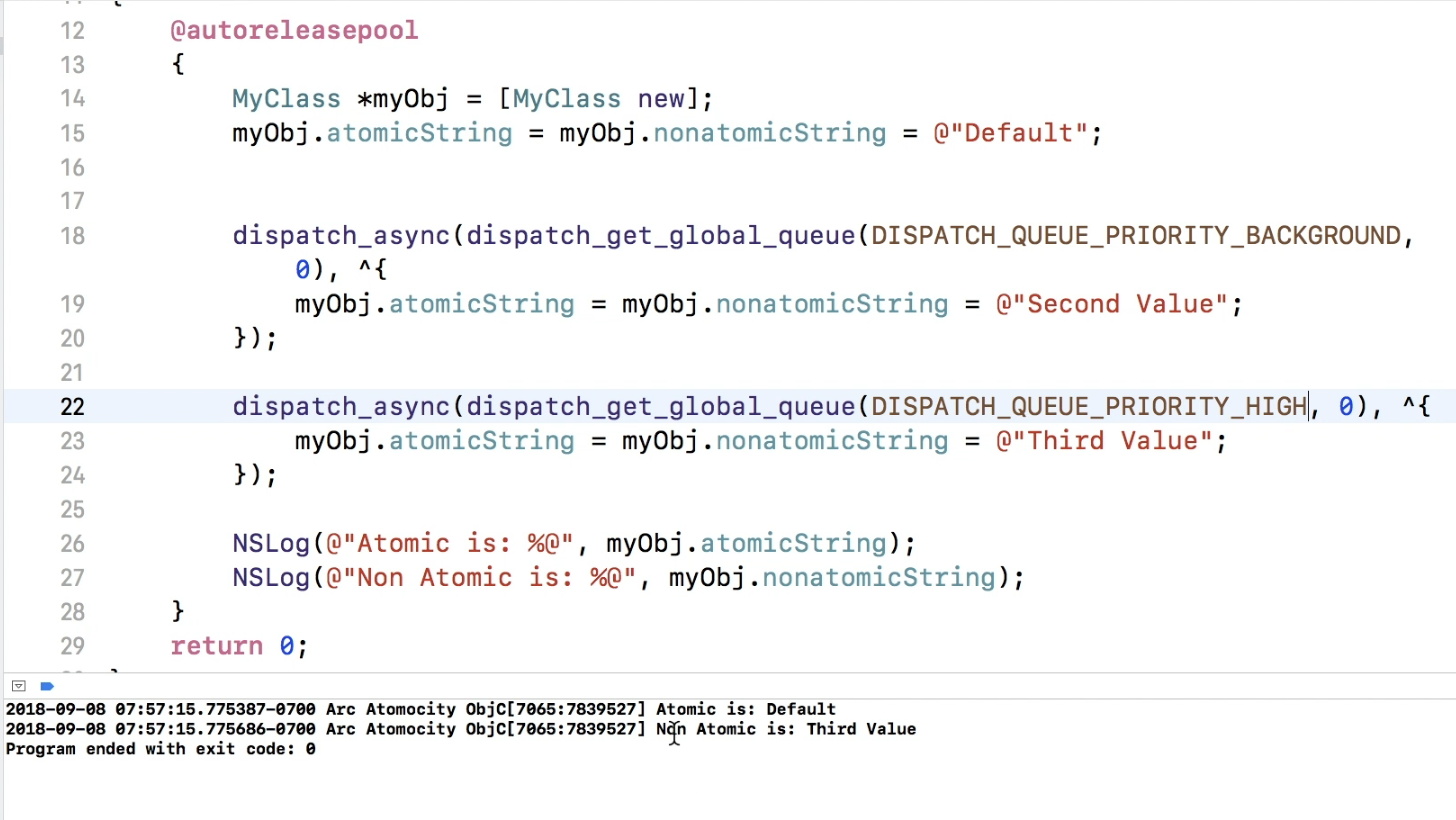 12 @autoreleasepool
13 {
14 MyClass *myObj = [MyClass new];
15 myObj.atomicString = myObj.nonatomicString = @"Default";
16
17
18 dispatch_async(dispatch_get_global_queue(DISPATCH_QUEUE_PRIORITY_BACKGROUND,
0), ^{
19 myObj.atomicString = myObj.nonatomicString = @"Second Value";
20 });
21
22 dispatch_async(dispatch_get_global_queue(DISPATCH_QUEUE_PRIORITY_HIGH, 0), ^{
23 myObj.atomicString = myObj.nonatomicString = @"Third Value";
24 });
25
26 NSLog(@"Atomic is: %@", myObj.atomicString);
27 NSLog(@"Non Atomic is: %@", myObj.nonatomicString);
28 }
29 return 0;
2018-09-08 07:57:15.775387-0700 Arc Atomocity ObjC[7065:7839527] Atomic is: Default
2018-09-08 07:57:15.775686-0700 Arc Atomocity ObjC[7065:7839527] Non Atomic is: Third Value
Program ended with exit code: 0